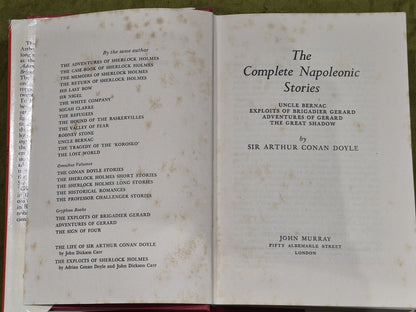 By the same author
THE ADVENTURES OF SHERLOCK HOLMES
THE CASE-BOOK OF SHERLOCK HOLMES
THE MEMOIRS OF SHERLOCK HOLMES
THE RETURN OF SHERLOCK HOLMES
HIS LAST BOW
SIR NIGEL
THE WHITE COMPANY
MICAH CLARKE
THE REFUGEES
THE HOUND OF THE BASKERVILLES
THE VALLEY OF FEAR
RODNEY STONE
UNCLE BERNAC
THE TRAGEDY OF THE 'KOROSKO'
THE LOST WORLD
Omnibus Volumes
THE CONAN DOYLE STORIES
THE SHERLOCK HOLMES SHORT STORIES
THE SHERLOCK HOLMES LONG STORIES
THE HISTORICAL ROMANCES
THE PROFESSOR CHALLENGER STORIES
Gryphon Books
THE EXPLOITS OF BRIGADIER GERARD
ADVENTURES OF GERARD
THE SIGN OF FOUR
THE LIFE OF SIR ARTHUR CONAN DOYLE
by John Dickson Carr
THE EXPLOITS OF SHERLOCK HOLMES
by Adrian Conan Doyle and John Dickson Carr
The
Complete Napoleonic
Stories
UNCLE BERNAC
EXPLOITS OF BRIGADIER GERARD
ADVENTURES OF GERARD
THE GREAT SHADOW
by
SIR ARTHUR CONAN DOYLE
JOHN MURRAY
FIFTY ALBEMARLE STREET
LONDON